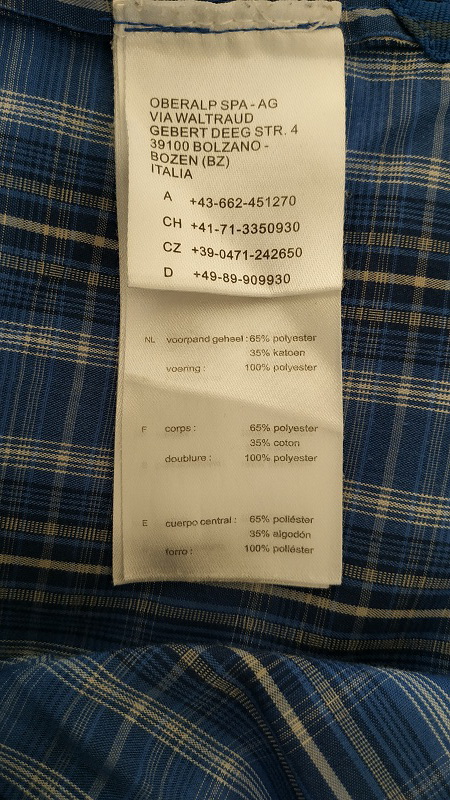 OBERALP SPA - AG
VIA WALTRAUD
GEBERT DEEG STR. 4
39100 BOLZANO -
BOZEN (BZ)
ITALIA
A +43-662-451270
CH +41-71-3350930
CZ +39-0471-242650
D +49-89-909930
NL voorpand geheel : 65% polyester
35% katoen
voering : 100% polyester
F corps : 65% polyester
35% coton
doublure : 100% polyester
E cuerpo central : 65% poliéster
35% algodón
forro : 100% poliéster